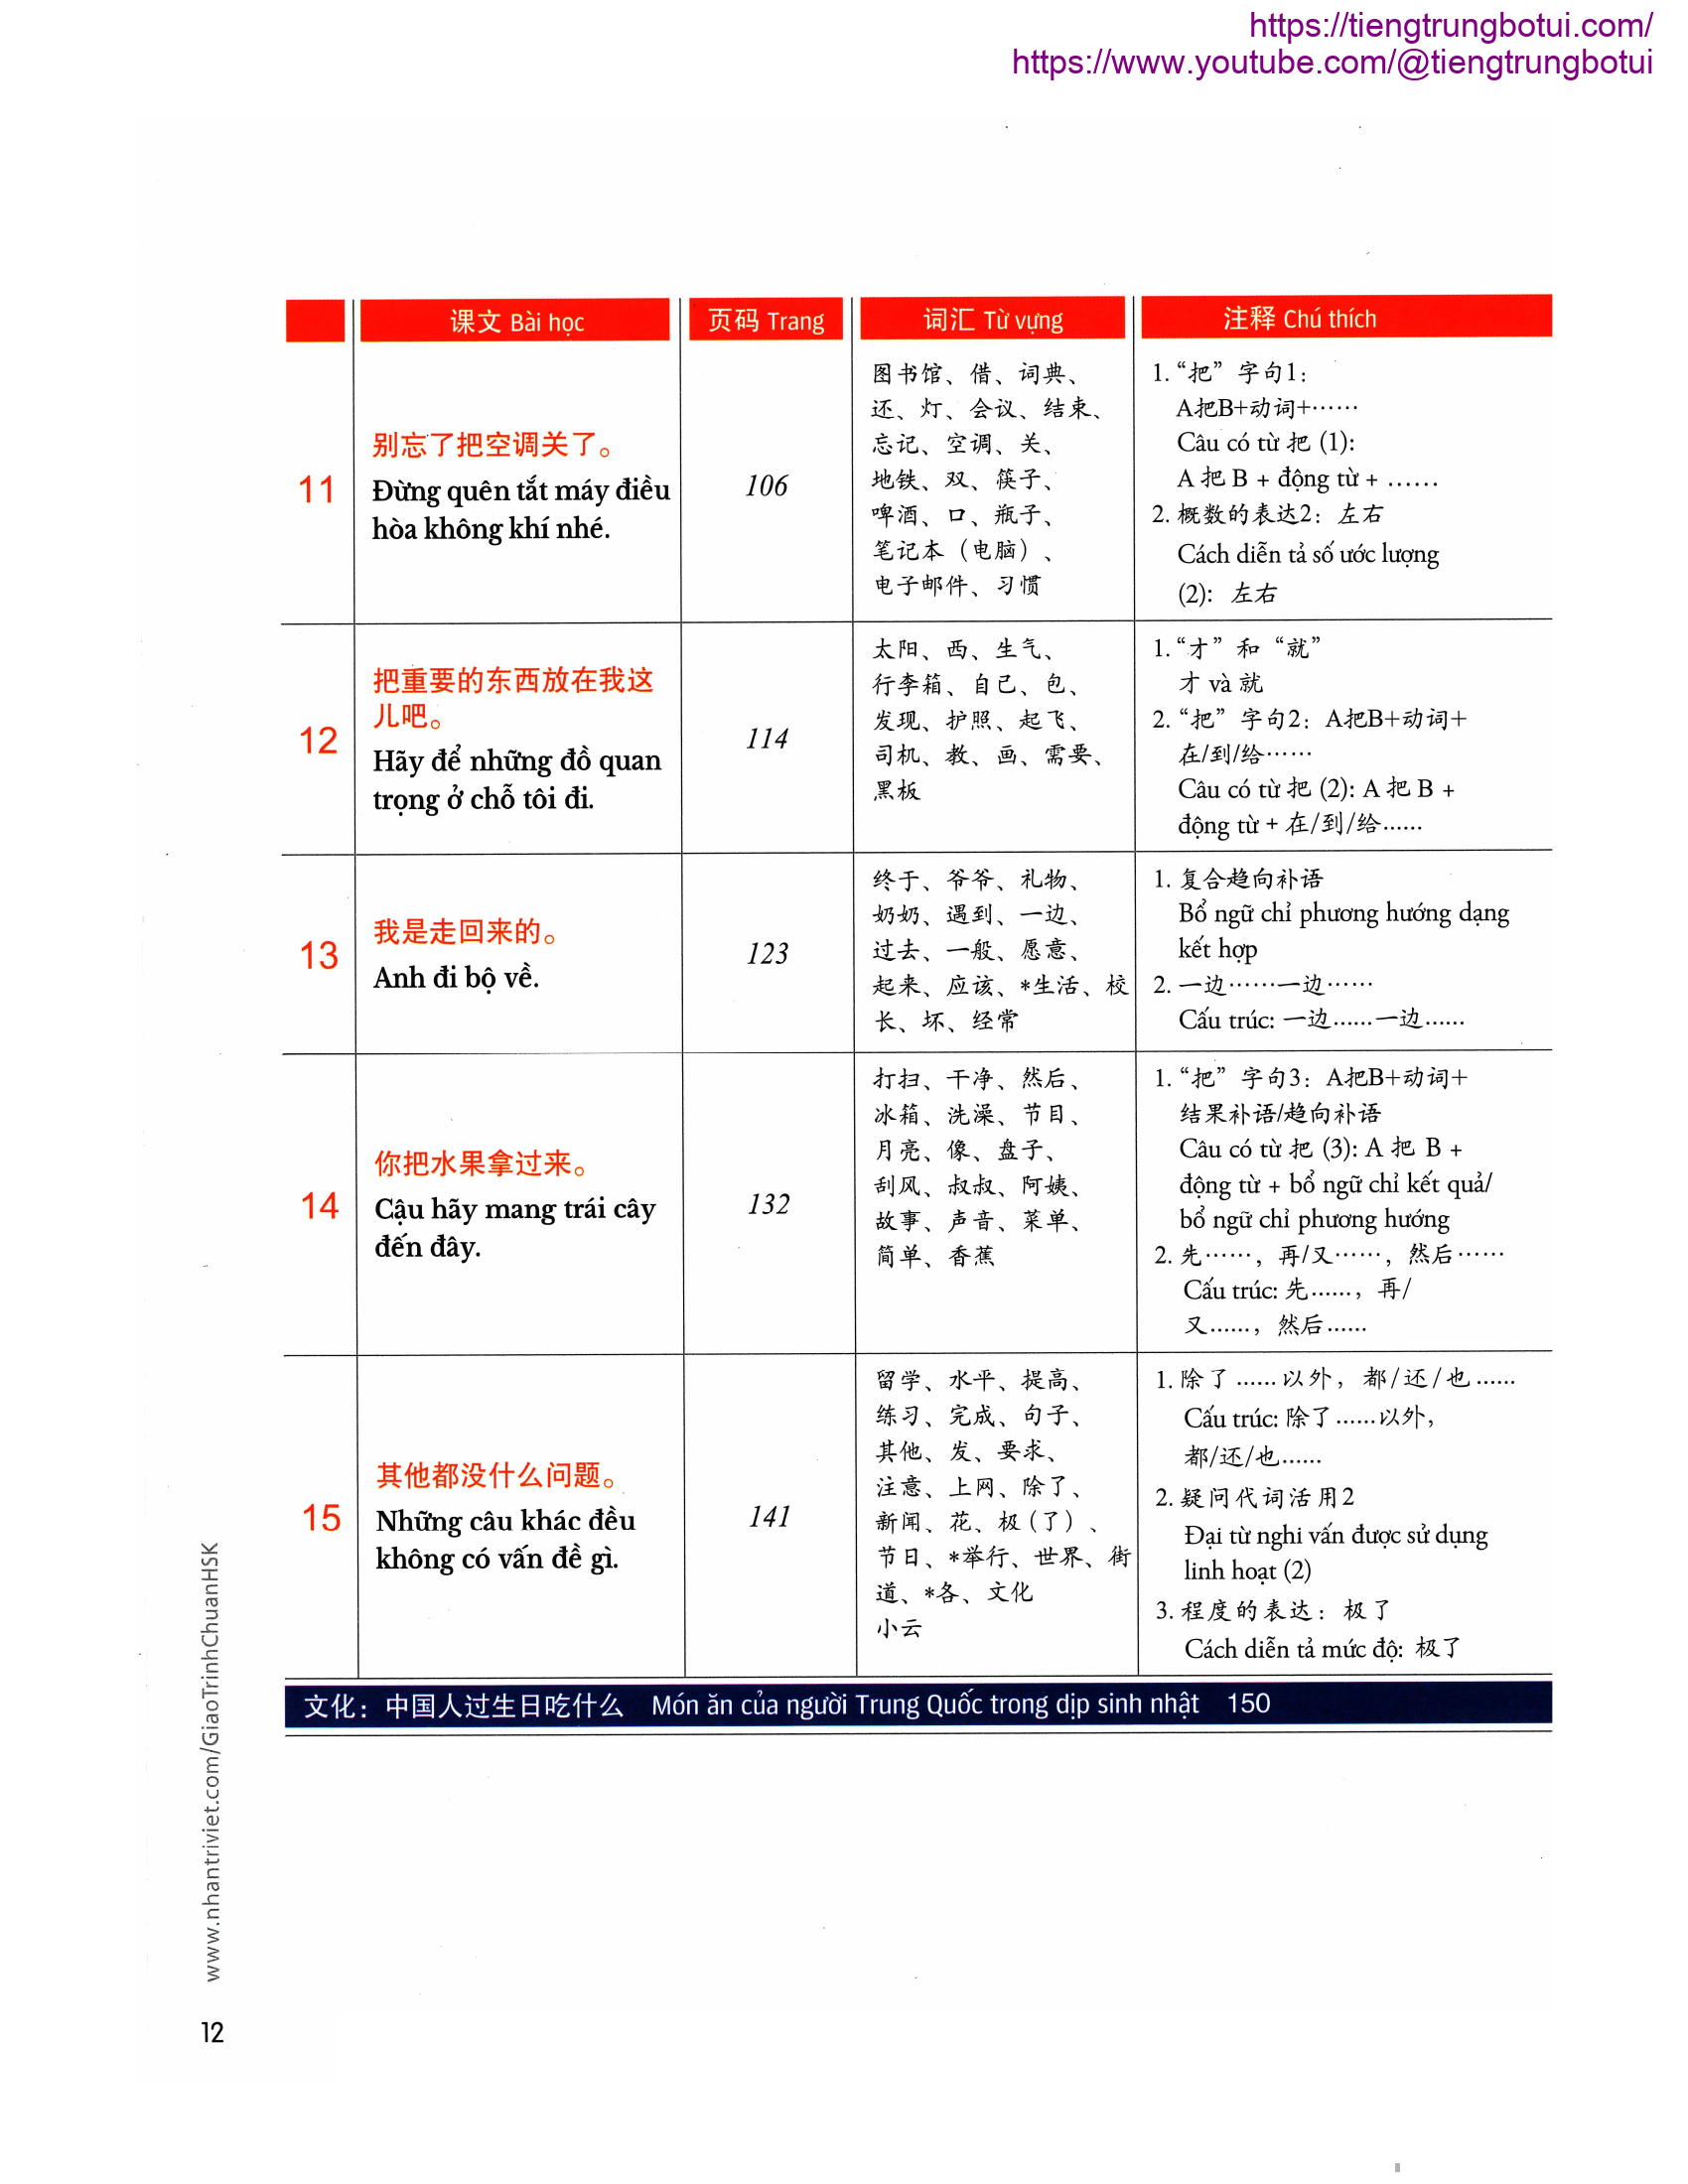 https://tiengtrungbotui.com/
https://www.youtube.com/@tiengtrungbotui
课文 Bài học
页码 Trang
词汇 Từ vựng
注释 Chú thích
11
别忘了把空调关了。
Đừng quên tắt máy điều
hòa không khí nhé.
106
图书馆、借、词典、
还、灯、会议、结束、
忘记、空调、关、
地铁、双、筷子、
啤酒、口、瓶子、
笔记本（电脑）、
电子邮件、习惯
1. “把”字句1：
A把B+动词+……
Câu có từ 把 (1):
A 把 B + động từ + ……
2. 概数的表达2：左右
Cách diễn tả số ước lượng
(2): 左右
12
把重要的东西放在我这
儿吧。
Hãy để những đồ quan
trọng ở chỗ tôi đi.
114
太阳、西、生气、
行李箱、自己、包、
发现、护照、起飞、
司机、教、画、需要、
黑板
1. “才”和“就”
才 và 就
2. “把”字句2：A把B+动词+
在/到/给……
Câu có từ 把 (2): A 把 B +
động từ + 在/到/给……
13
我是走回来的。
Anh đi bộ về.
123
终于、爷爷、礼物、
奶奶、遇到、一边、
过去、一般、愿意、
起来、应该、*生活、校
长、坏、经常
1. 复合趋向补语
Bổ ngữ chỉ phương hướng dạng
kết hợp
2. 一边……一边……
Cấu trúc: 一边……一边……
14
你把水果拿过来。
Cậu hãy mang trái cây
đến đây.
132
打扫、干净、然后、
冰箱、洗澡、节目、
月亮、像、盘子、
刮风、叔叔、阿姨、
故事、声音、菜单、
简单、香蕉
1. “把”字句3：A把B+动词+
结果补语/趋向补语
Câu có từ 把 (3): A 把 B +
động từ + bổ ngữ chỉ kết quả/
bổ ngữ chỉ phương hướng
2. 先……，再/又……，然后……
Cấu trúc: 先……，再/
又……，然后……
15
其他都没什么问题。
Những câu khác đều
không có vấn đề gì.
141
留学、水平、提高、
练习、完成、句子、
其他、发、要求、
注意、上网、除了、
新闻、花、极（了）、
节日、*举行、世界、街
道、*各、文化
小云
1. 除了……以外，都/还/也……
Cấu trúc: 除了……以外，
都/还/也……
2. 疑问代词活用2
Đại từ nghi vấn được sử dụng
linh hoạt (2)
3. 程度的表达：极了
Cách diễn tả mức độ: 极了
文化：中国人过生日吃什么 Món ăn của người Trung Quốc trong dịp sinh nhật 150
www.nhantriviet.com/GiaoTrinhChuanHSK
12